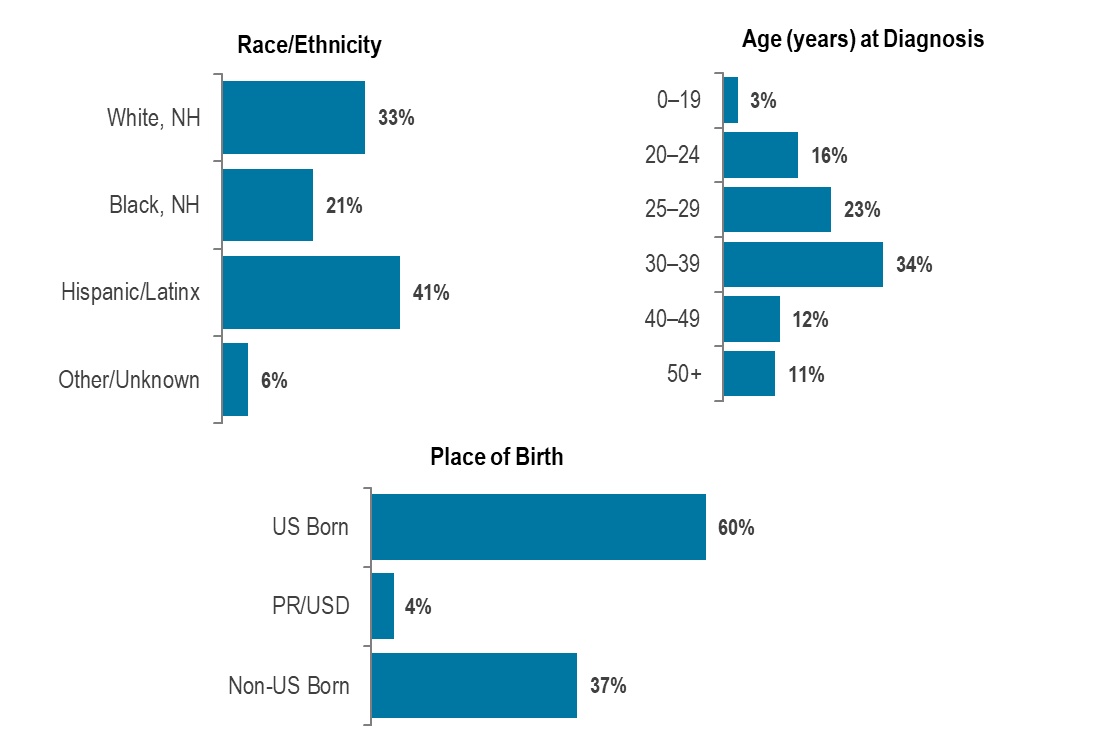 Race/Ethnicity
White, NH 33%
Black, NH 21%
Hispanic/Latinx 41%
Other/Unknown 6%
Age (years) at Diagnosis
0–19 3%
20–24 16%
25–29 23%
30–39 34%
40–49 12%
50+ 11%
Place of Birth
US Born 60%
PR/USD 4%
Non-US Born 37%